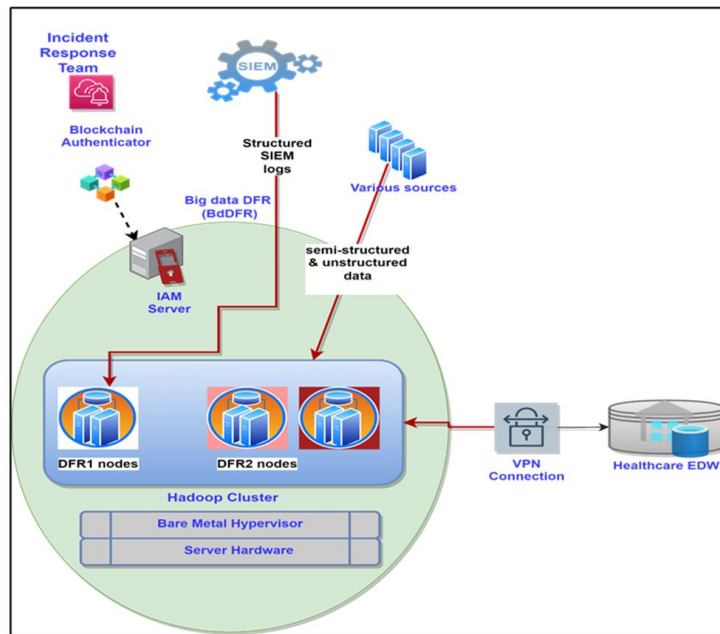 Incident
Response
Team
SIEM
Blockchain
Authenticator
Structured
SIEM
logs
Various sources
Big data DFR
(BdDFR)
semi-structured
& unstructured
data
IAM
Server
DFR1 nodes
DFR2 nodes
VPN
Connection
Healthcare EDW
Hadoop Cluster
Bare Metal Hypervisor
Server Hardware